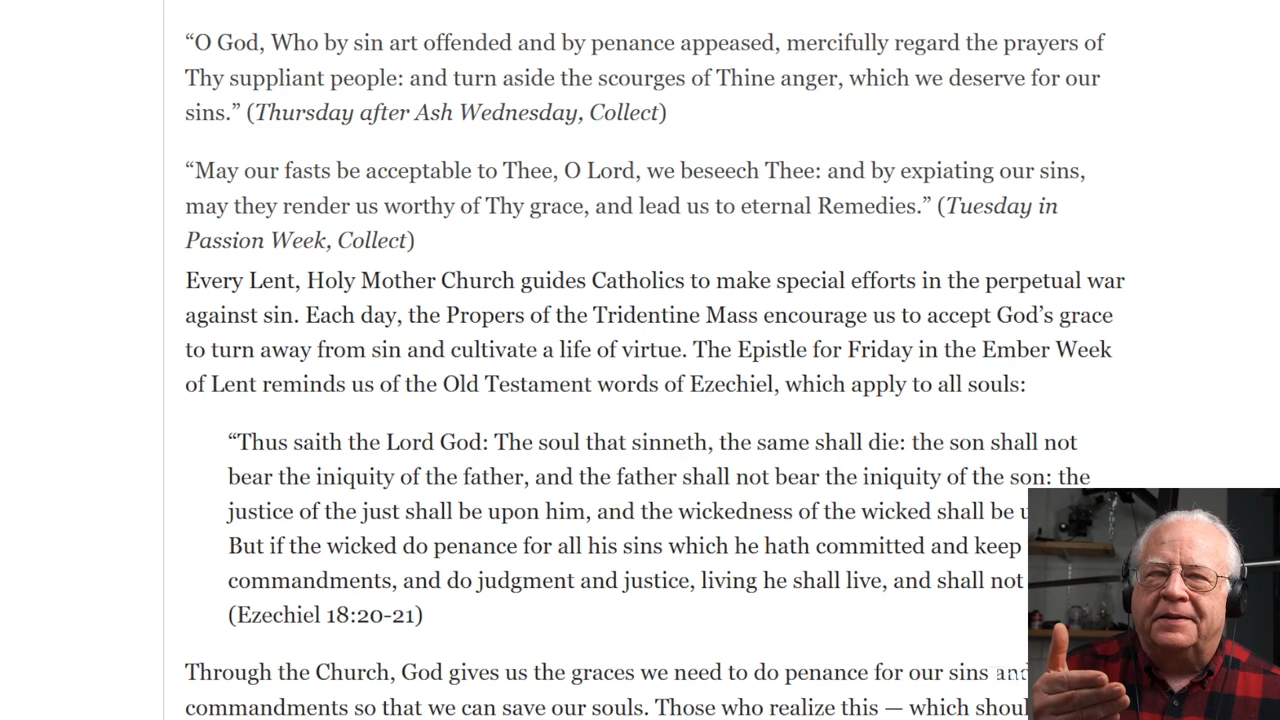 “O God, Who by sin art offended and by penance appeased, mercifully regard the prayers of
Thy suppliant people: and turn aside the scourges of Thine anger, which we deserve for our
sins.” (Thursday after Ash Wednesday, Collect)
“May our fasts be acceptable to Thee, O Lord, we beseech Thee: and by expiating our sins,
may they render us worthy of Thy grace, and lead us to eternal Remedies.” (Tuesday in
Passion Week, Collect)
Every Lent, Holy Mother Church guides Catholics to make special efforts in the perpetual war
against sin. Each day, the Propers of the Tridentine Mass encourage us to accept God’s grace
to turn away from sin and cultivate a life of virtue. The Epistle for Friday in the Ember Week
of Lent reminds us of the Old Testament words of Ezechiel, which apply to all souls:
“Thus saith the Lord God: The soul that sinneth, the same shall die: the son shall not
bear the iniquity of the father, and the father shall not bear the iniquity of the son: the
justice of the just shall be upon him, and the wickedness of the wicked shall be
But if the wicked do penance for all his sins which he hath committed and keep
commandments, and do judgment and justice, living he shall live, and shall not
(Ezechiel 18:20-21)
Through the Church, God gives us the graces we need to do penance for our sins and
commandments so that we can save our souls. Those who realize this — which